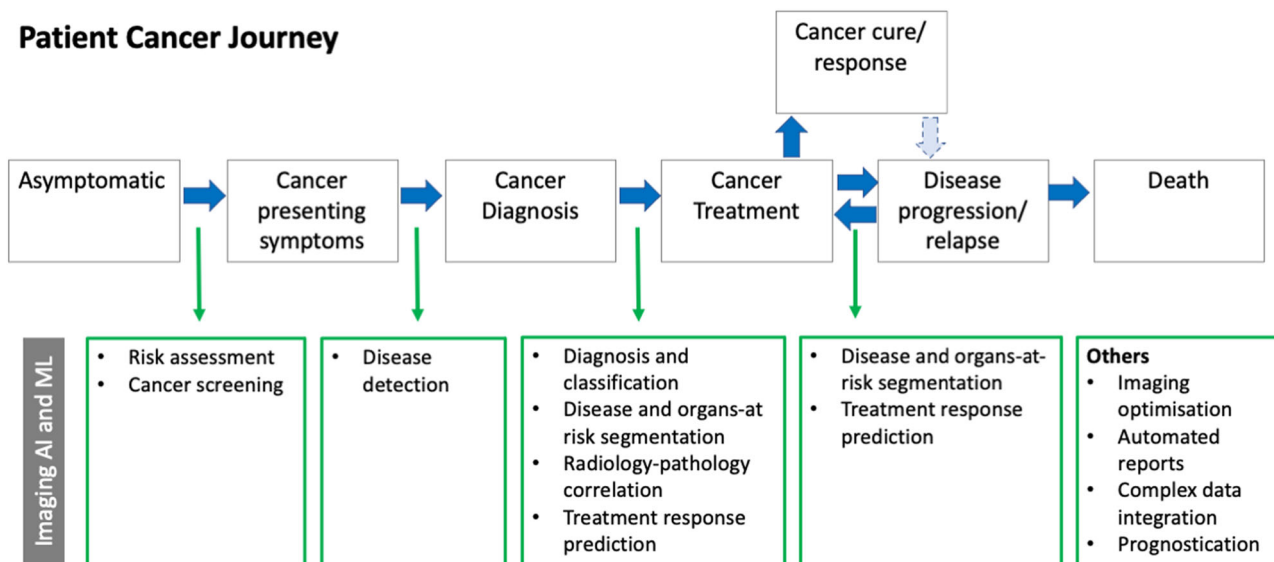 Patient Cancer Journey
Cancer cure/
response
Asymptomatic
Cancer
presenting
symptoms
Cancer
Diagnosis
Cancer
Treatment
Disease
progression/
relapse
Death
Imaging AI and ML
• Risk assessment
• Cancer screening
• Disease
detection
• Diagnosis and
classification
• Disease and organs-at
risk segmentation
• Radiology-pathology
correlation
• Treatment response
prediction
• Disease and organs-at-
risk segmentation
• Treatment response
prediction
Others
• Imaging
optimisation
• Automated
reports
• Complex data
integration
• Prognostication